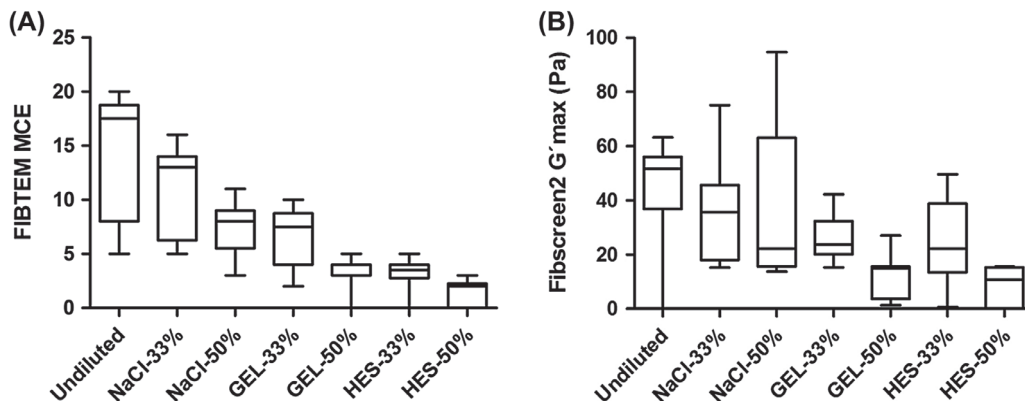 (A)
FIBTEM MCE
25
20
15
10
5
0
Undiluted
NaCl-33%
NaCl-50%
GEL-33%
GEL-50%
HES-33%
HES-50%
(B)
Fibscreen2 G´max (Pa)
100
80
60
40
20
0
Undiluted
NaCl-33%
NaCl-50%
GEL-33%
GEL-50%
HES-33%
HES-50%